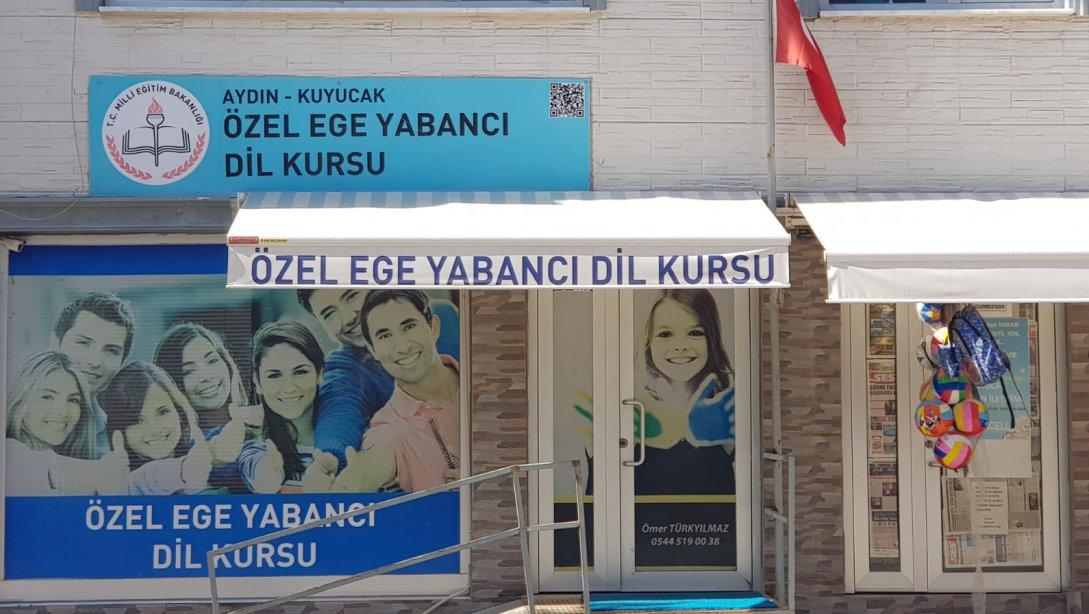 T.C. MİLLİ EĞİTİM BAKANLIĞI
AYDIN - KUYUCAK
ÖZEL EGE YABANCI
DİL KURSU
ÖZEL EGE YABANCI DİL KURSU
ÖZEL EGE YABANCI
DİL KURSU
Ömer TÜRKYILMAZ
0544 519 00 38
SES